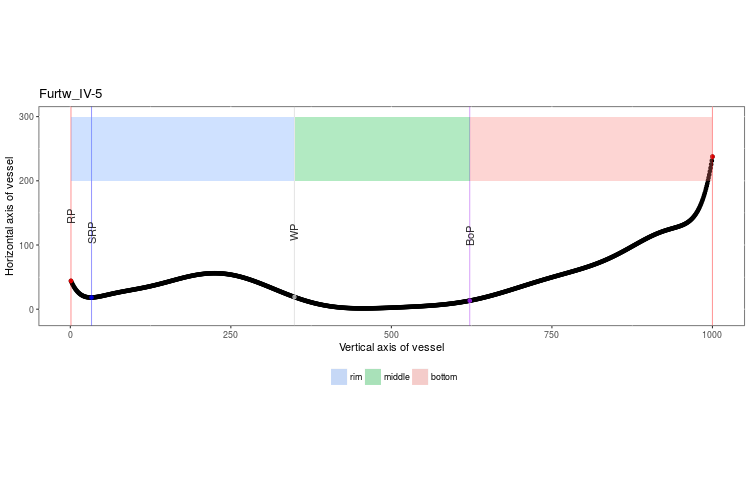 Furtw_IV-5
300
200
100
0
Horizontal axis of vessel
RP
SRP
WP
BoP
0
250
500
750
1000
Vertical axis of vessel
rim
middle
bottom